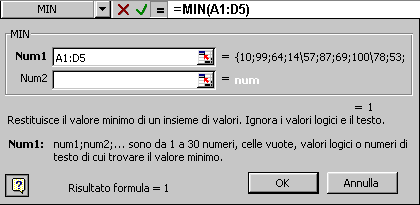 MIN =MIN(A1:D5)
MIN
Num1 A1:D5 = {10;99;64;14\57;87;69;100\78;53;
Num2 = num
= 1
Restituisce il valore minimo di un insieme di valori. Ignora i valori logici e il testo.
Num1: num1;num2;... sono da 1 a 30 numeri, celle vuote, valori logici o numeri di
testo di cui trovare il valore minimo.
? Risultato formula = 1 OK Annulla